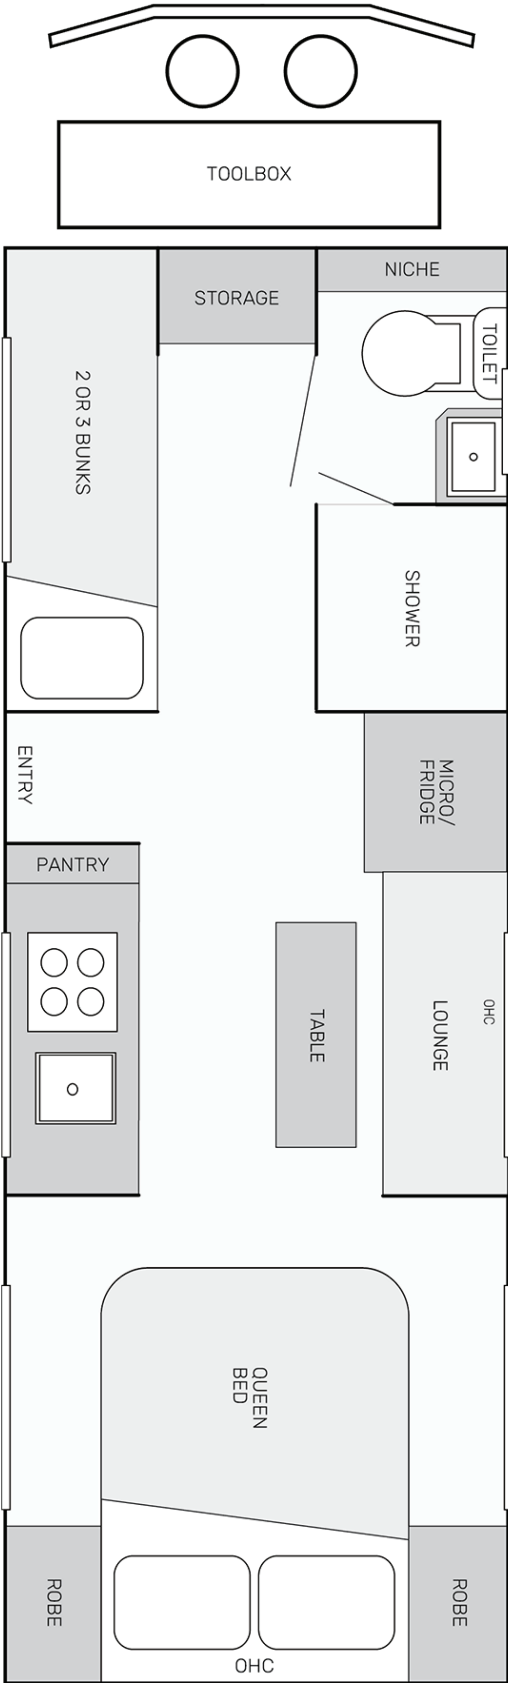 TOOLBOX
NICHE
STORAGE
TOILET
2 OR 3 BUNKS
SHOWER
ENTRY
MICRO/
FRIDGE
PANTRY
OHC
LOUNGE
TABLE
QUEEN
BED
ROBE
ROBE
OHC